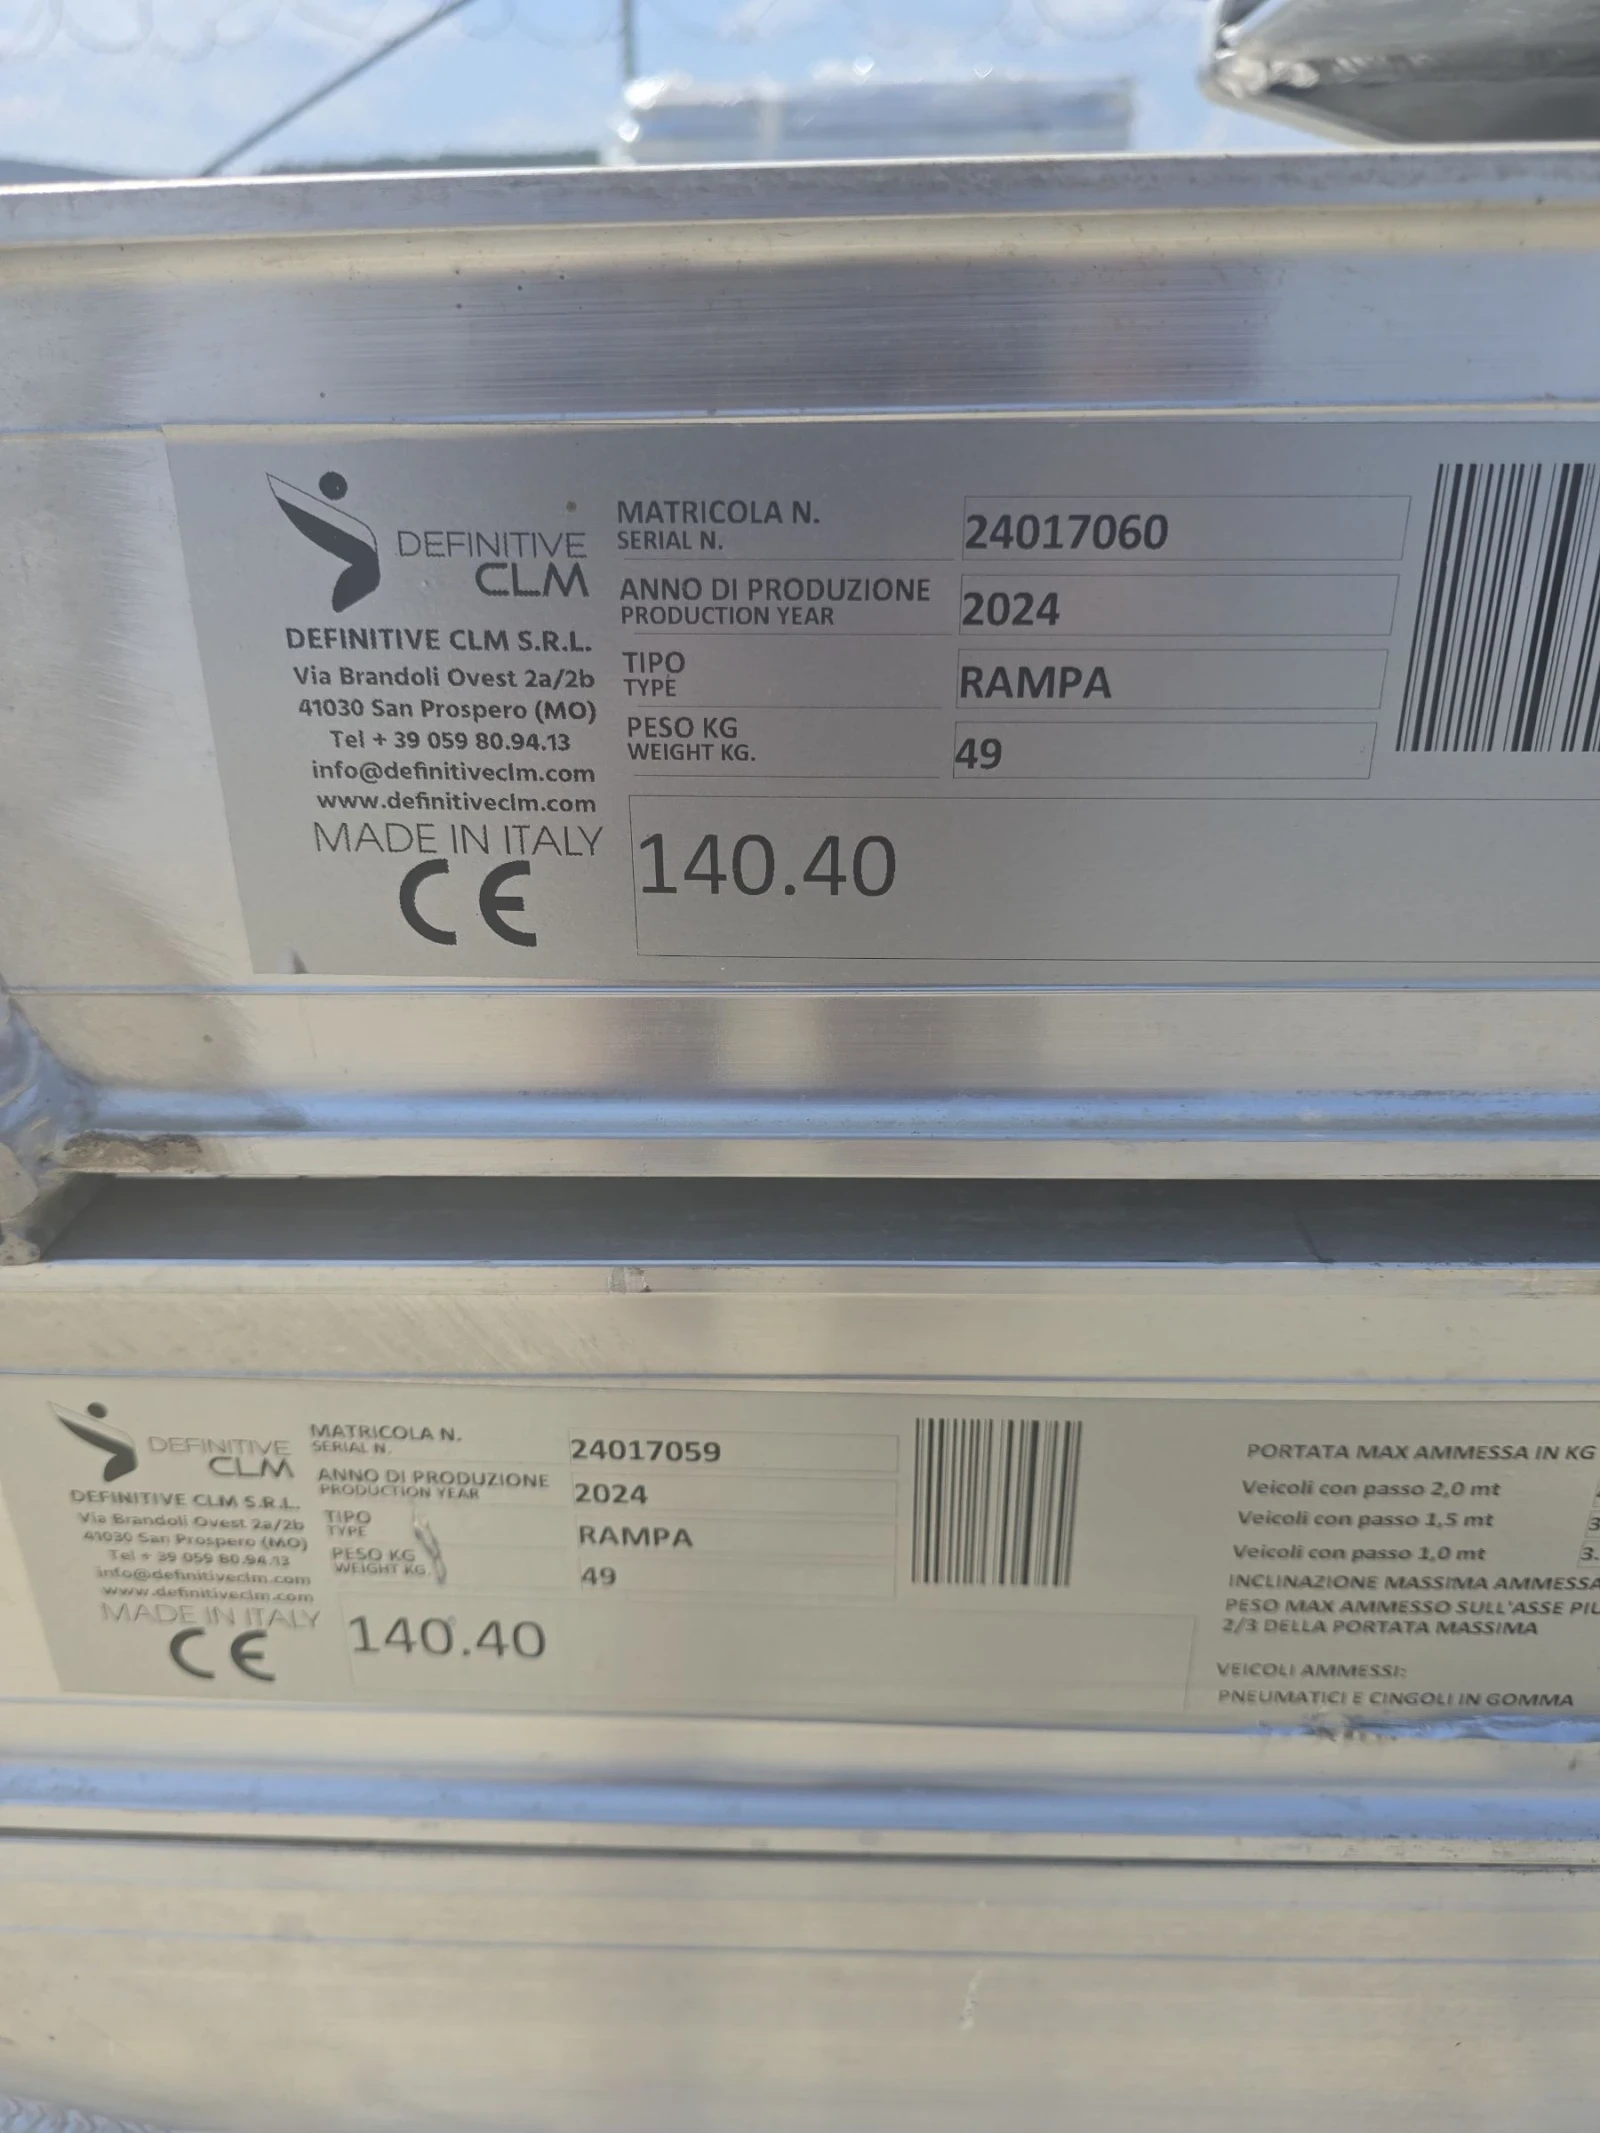 DEFINITIVE
CLM
DEFINITIVE CLM S.R.L.
Via Brandoli Ovest 2a/2b
41030 San Prospero (MO)
Tel + 39 059 80.94.13
info@definitiveclm.com
www.definitiveclm.com
MADE IN ITALY
CE
MATRICOLA N.
SERIAL N.
24017060
ANNO DI PRODUZIONE
PRODUCTION YEAR
2024
TIPO
TYPE
RAMPA
PESO KG
WEIGHT KG.
49
140.40
DEFINITIVE
CLM
DEFINITIVE CLM S.R.L.
Via Brandoli Ovest 2a/2b
41030 San Prospero (MO)
Tel + 39 059 80.94.13
info@definitiveclm.com
www.definitiveclm.com
MADE IN ITALY
CE
MATRICOLA N.
SERIAL N.
24017059
ANNO DI PRODUZIONE
PRODUCTION YEAR
2024
TIPO
TYPE
RAMPA
PESO KG
WEIGHT KG.
49
140.40
PORTATA MAX AMMESSA IN KG
Veicoli con passo 2,0 mt
Veicoli con passo 1,5 mt
Veicoli con passo 1,0 mt
INCLINAZIONE MASSIMA AMMESSA
PESO MAX AMMESSO SULL'ASSE
2/3 DELLA PORTATA MASSIMA
VEICOLI AMMESSI:
PNEUMATICI E CINGOLI IN GOMMA